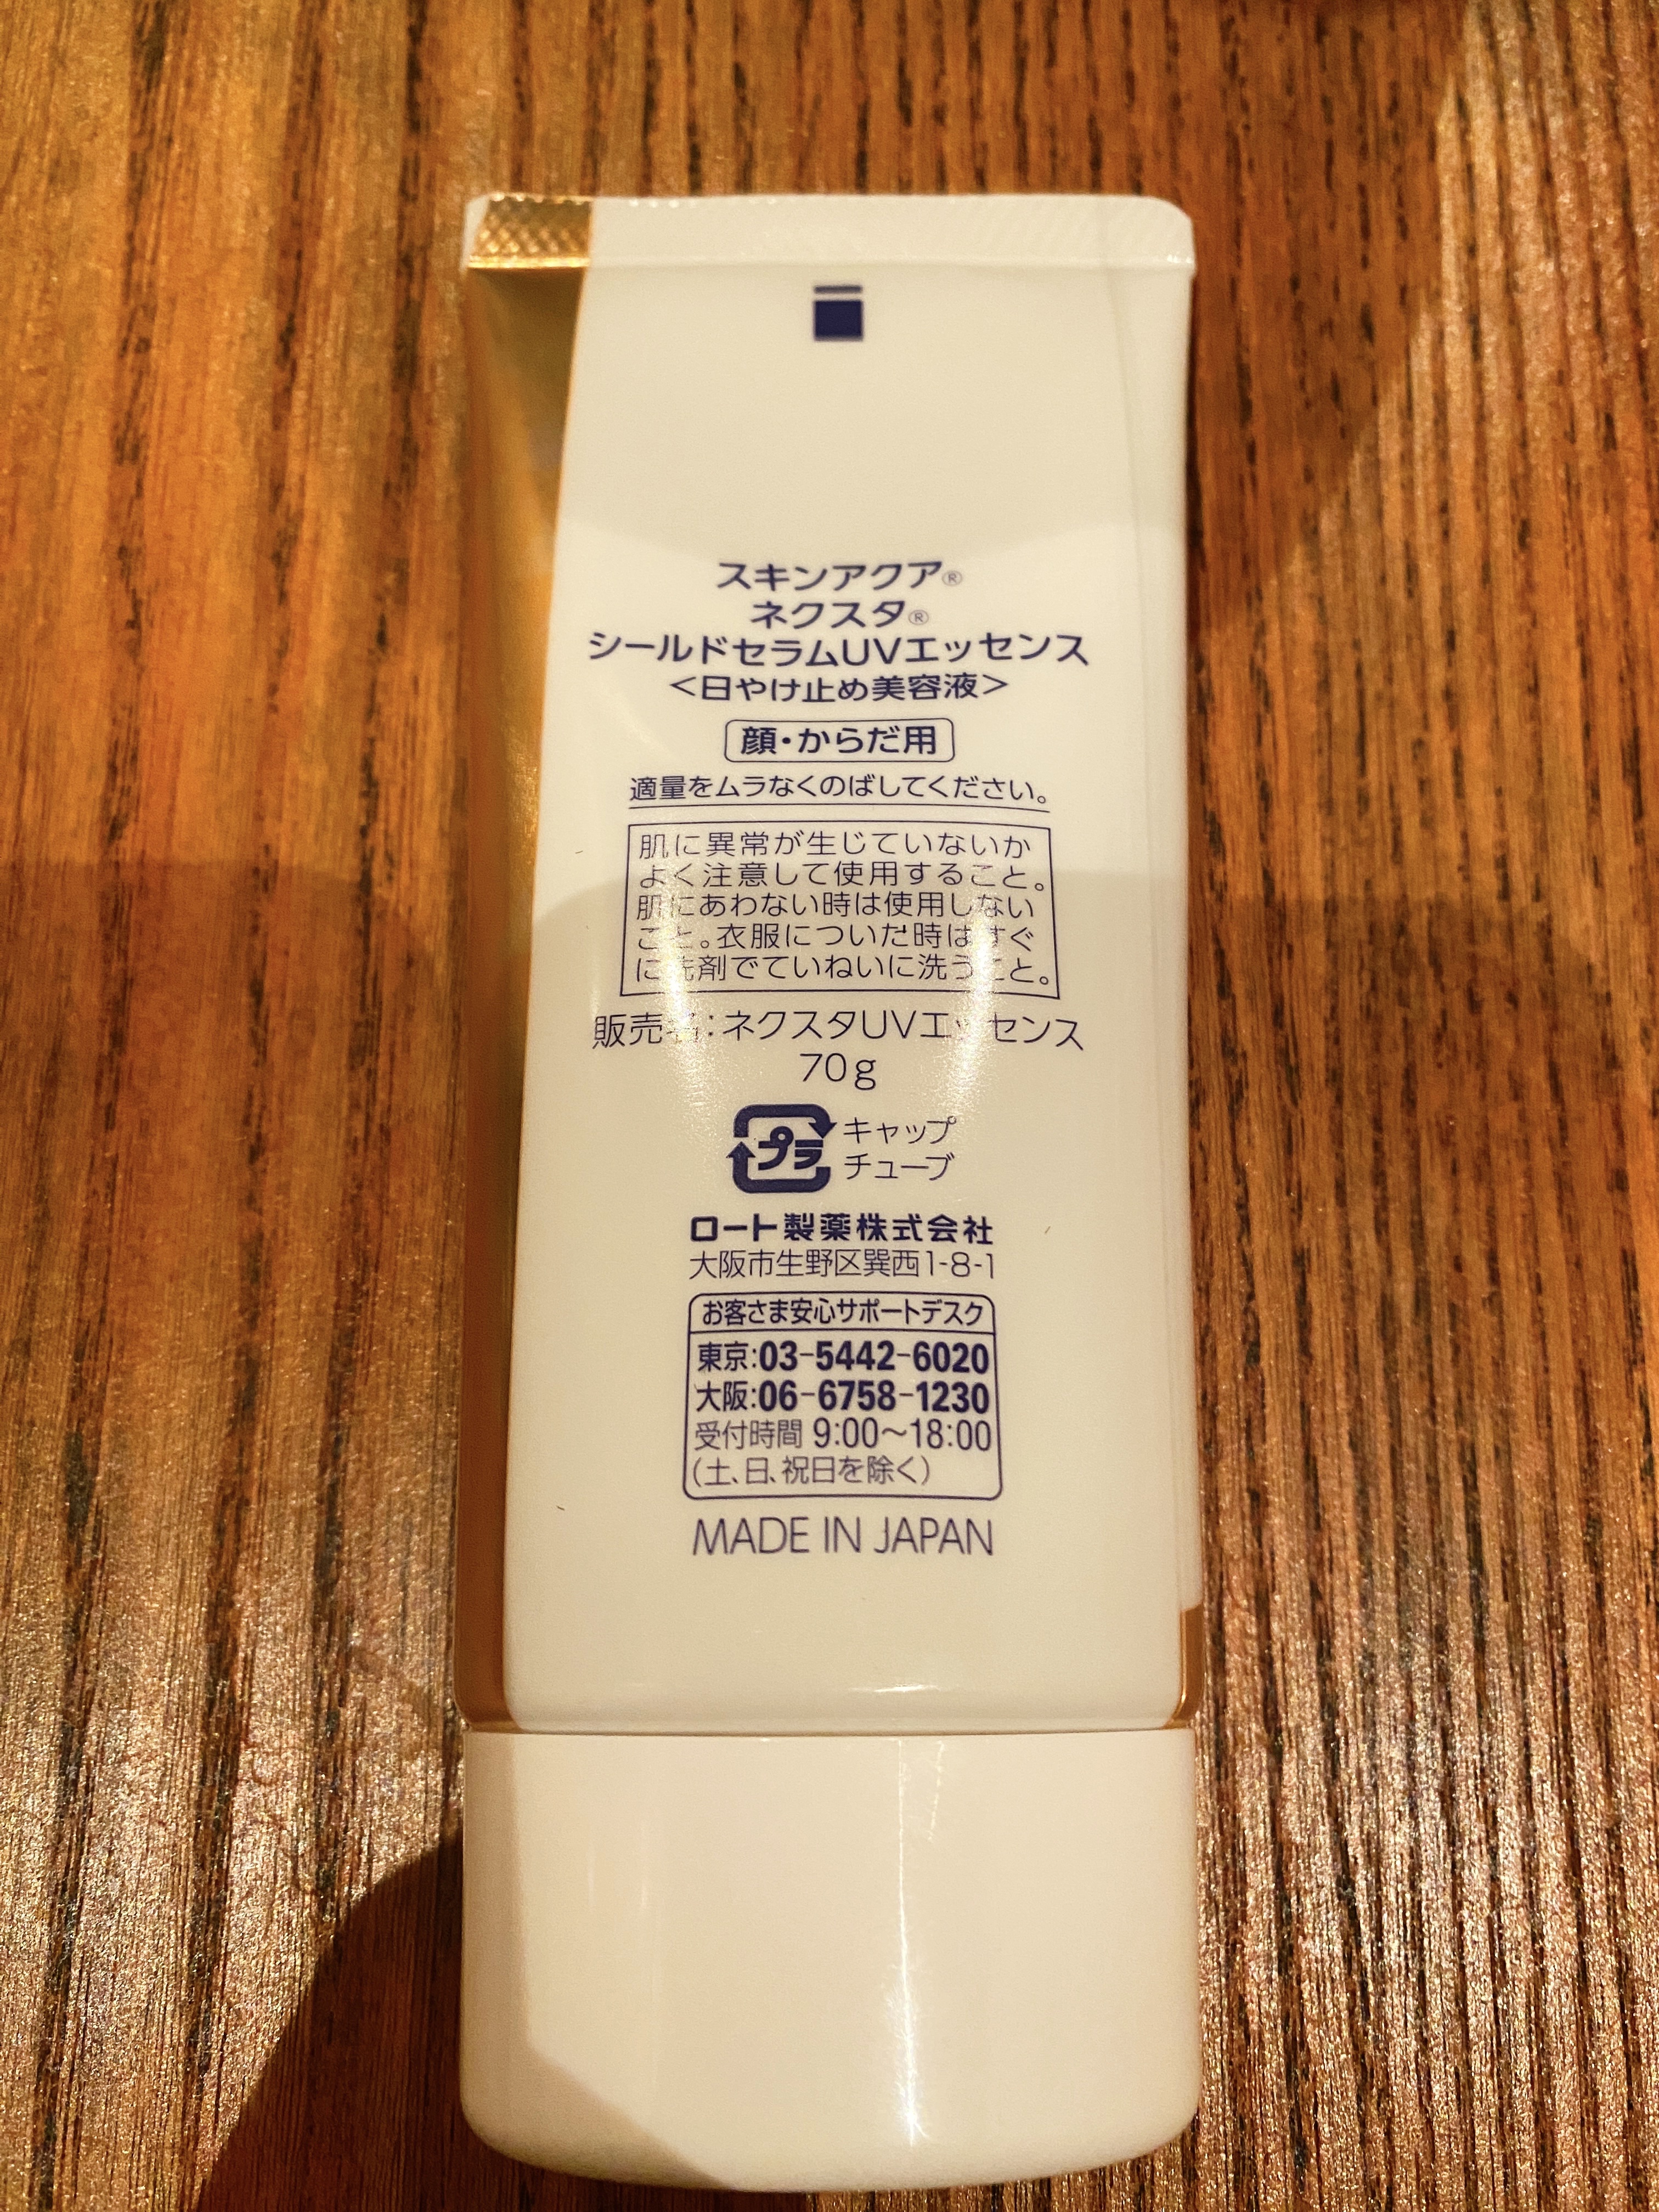 スキンアクア®
ネクスタ®
シールドセラムUVエッセンス
<日やけ止め美容液>
顔・からだ用
適量をムラなくのばしてください。
肌に異常が生じていないか
よく注意して使用すること。
肌にあわない時は使用しない
こと。衣服についた時はすぐ
に洗剤でていねいに洗うこと。
販売名:ネクスタUVエッセンス
70g
プラ キャップ
チューブ
ロート製薬株式会社
大阪市生野区巽西1-8-1
お客さま安心サポートデスク
東京:03-5442-6020
大阪:06-6758-1230
受付時間 9:00〜18:00
(土、日、祝日を除く)
MADE IN JAPAN